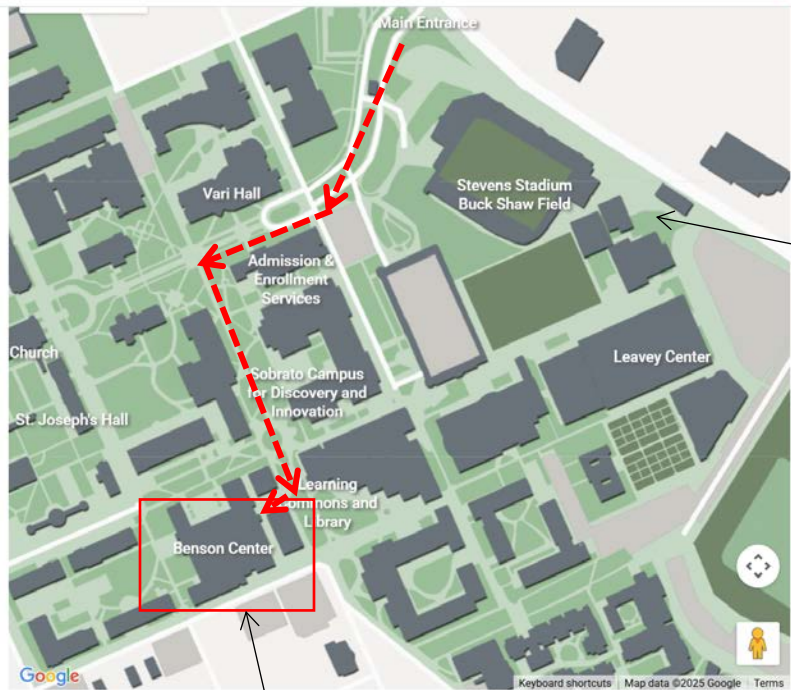 Main Entrance
Vari Hall
Stevens Stadium
Buck Shaw Field
Admission &
Enrollment
Services
Church
Leavey Center
Sobrato Campus
for Discovery and
Innovation
St. Joseph's Hall
Learning
Commons and
Library
Benson Center
Google
Keyboard shortcuts
Map data ©2025 Google
Terms